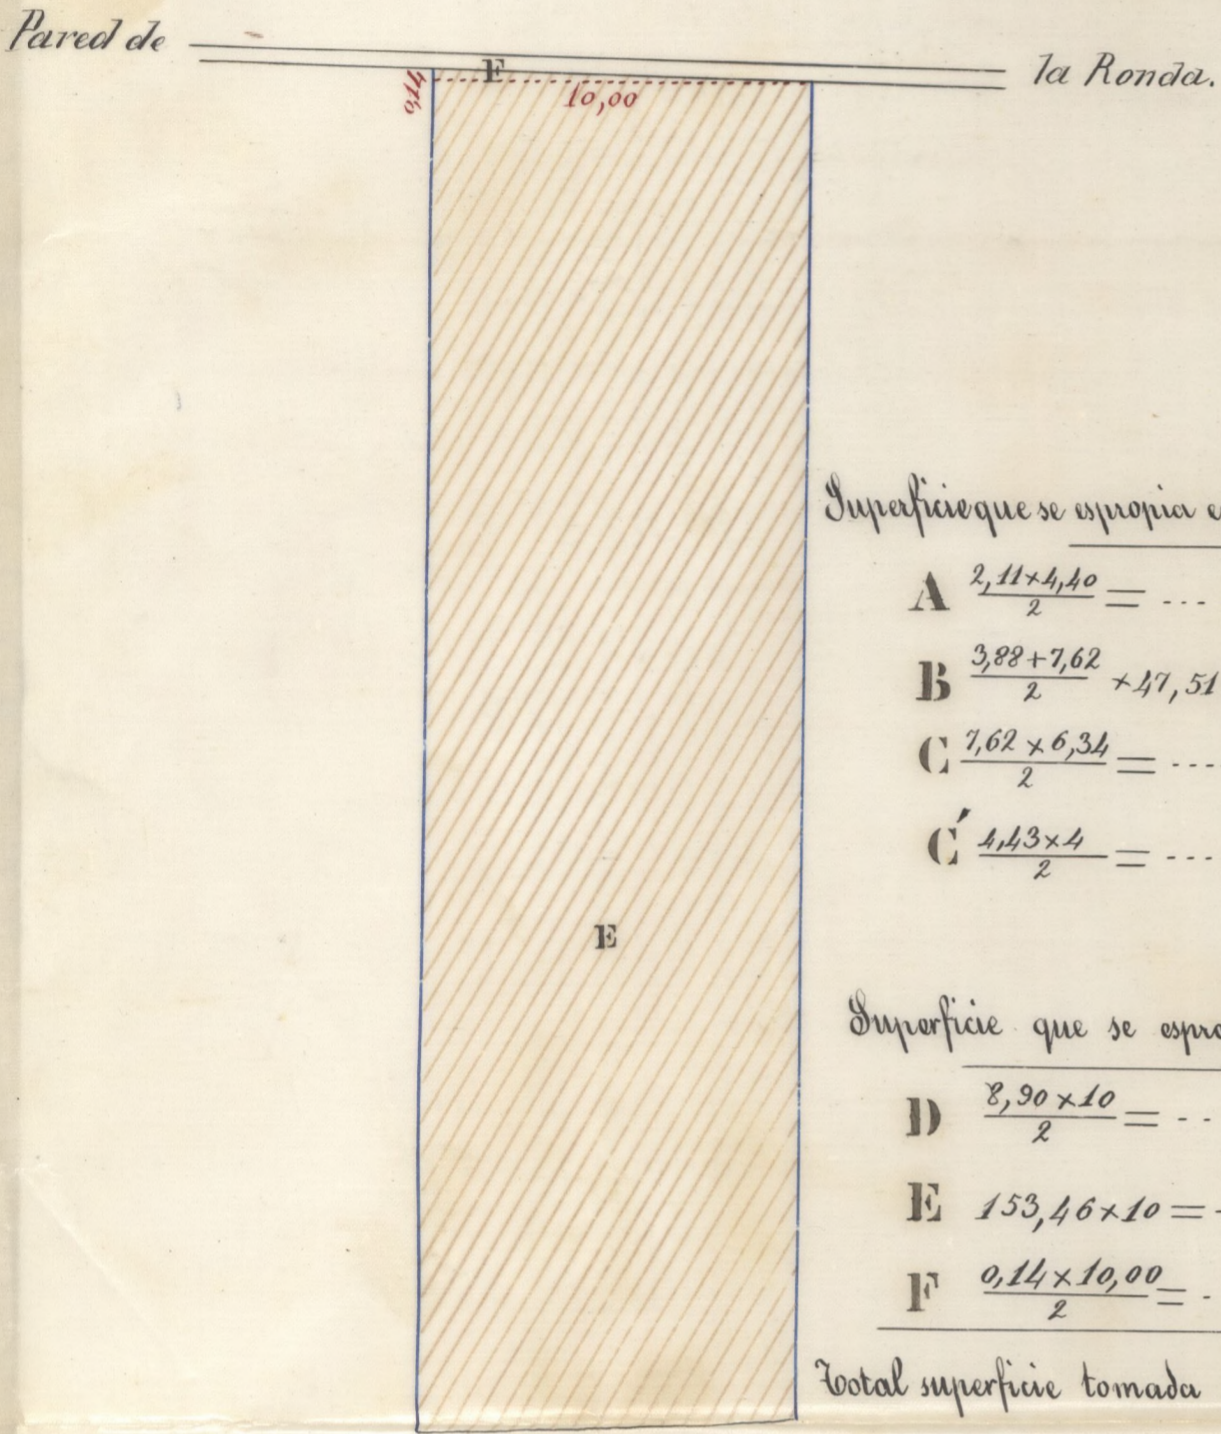 Pared de la Ronda.
F
0,14
10,00
E
Superficie que se espropia
A 2,11×4,40/2 = ...
B 3,88+7,62/2 ×47,51
C 7,62×6,34/2 = ...
C' 4,43×4/2 = ...
Superficie que se espro
D 8,90×10/2 = ..
E 153,46×10 = -
F 0,14×10,00/2 = .
Total superficie tomada